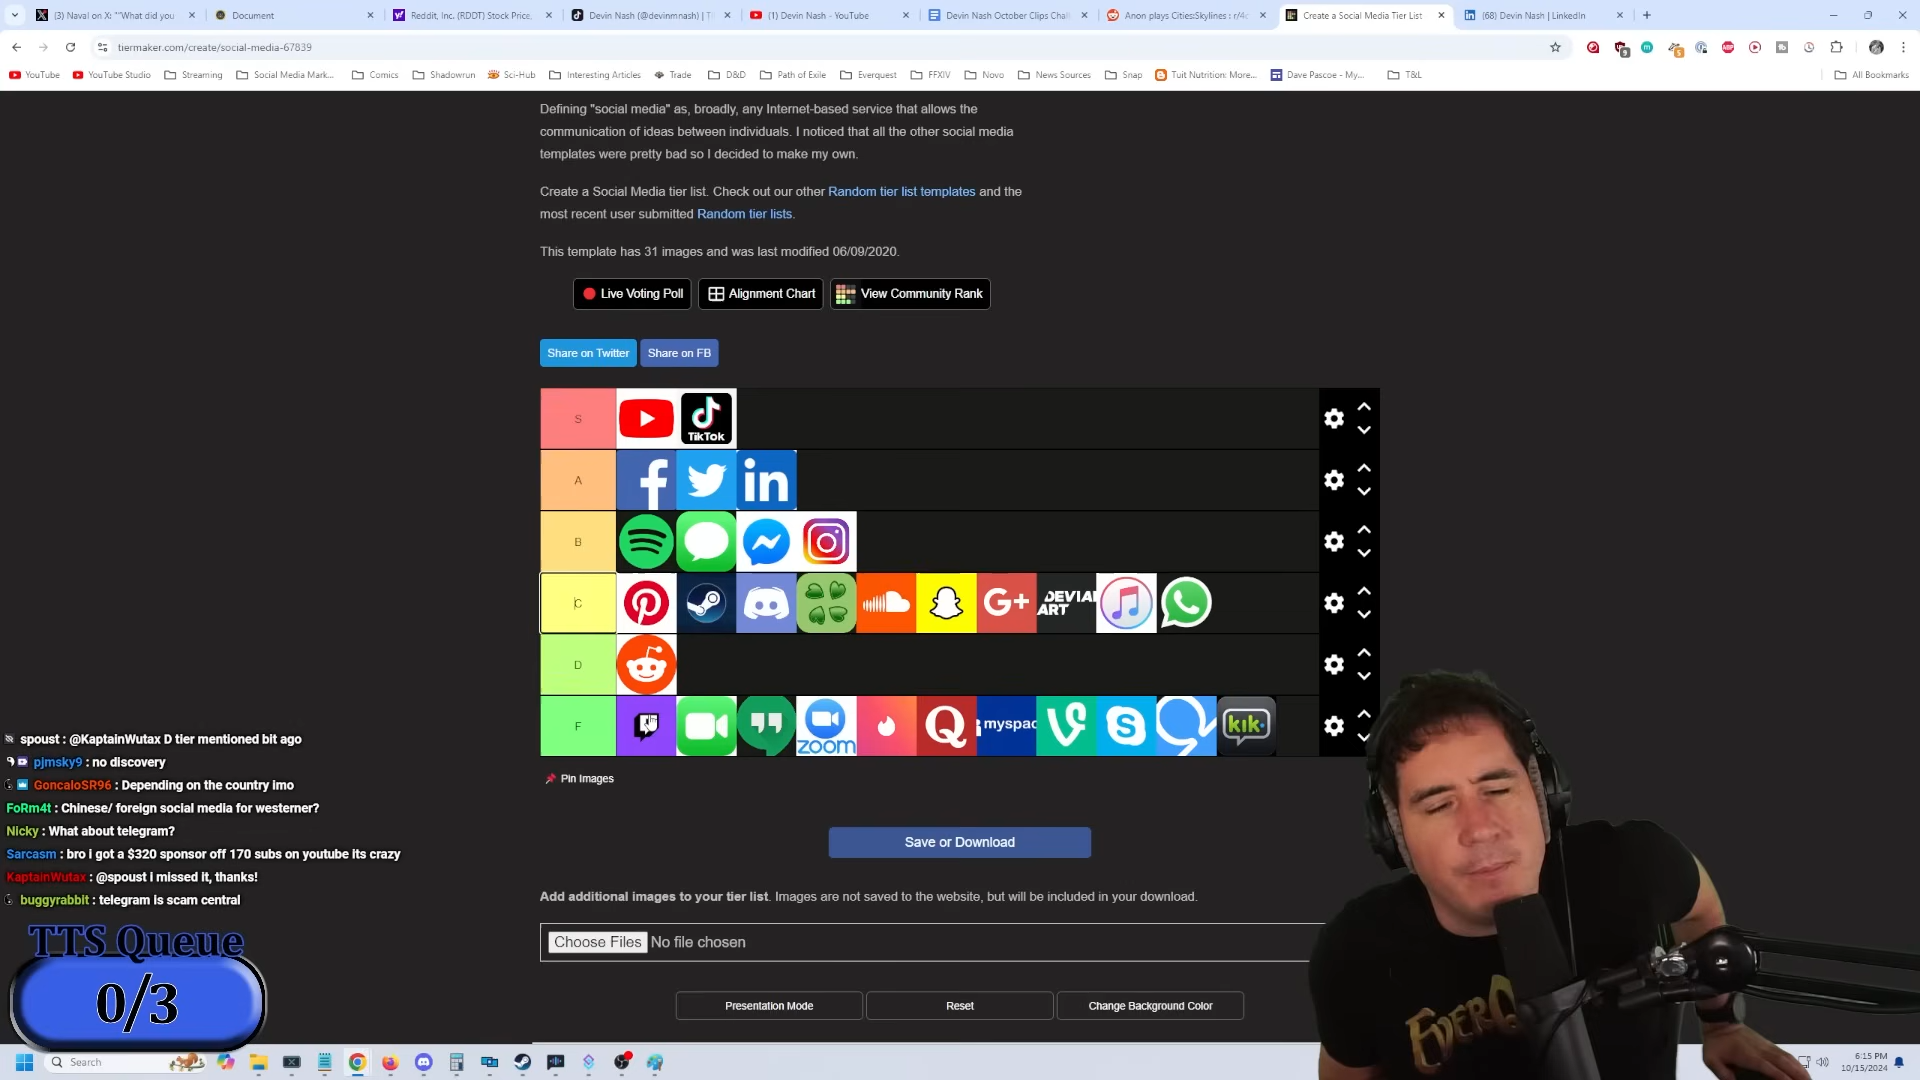 (3) Naval on X: ""What did you
Document
Reddit, Inc. (RDDT) Stock Price,
Devin Nash (@devinmnash) | Ti
(1) Devin Nash - YouTube
Devin Nash October Clips Chal
Anon plays Cities:Skylines : r/4c
Create a Social Media Tier List
(68) Devin Nash | LinkedIn
tiermaker.com/create/social-media-67839
YouTube
YouTube Studio
Streaming
Social Media Mark...
Comics
Shadowrun
Sci-Hub
Interesting Articles
Trade
D&D
Path of Exile
Everquest
FFXIV
Novo
News Sources
Snap
Tuit Nutrition: More...
Dave Pascoe - My...
T&L
All Bookmarks
Defining "social media" as, broadly, any Internet-based service that allows the
communication of ideas between individuals. I noticed that all the other social media
templates were pretty bad so I decided to make my own.
Create a Social Media tier list. Check out our other Random tier list templates and the
most recent user submitted Random tier lists.
This template has 31 images and was last modified 06/09/2020.
Live Voting Poll
Alignment Chart
View Community Rank
Share on Twitter
Share on FB
S
TikTok
A
f
in
B
C
G+
DEVIAN
ART
D
F
zoom
Q
myspac
kik.
Pin Images
Save or Download
Add additional images to your tier list. Images are not saved to the website, but will be included in your download.
Choose Files No file chosen
Presentation Mode
Reset
Change Background Color
spoust : @KaptainWutax D tier mentioned bit ago
pjmsky9 : no discovery
GoncaloSR96 : Depending on the country imo
FoRm4t : Chinese/ foreign social media for westerner?
Nicky : What about telegram?
Sarcasm : bro i got a $320 sponsor off 170 subs on youtube its crazy
KaptainWutax : @spoust i missed it, thanks!
buggyrabbit : telegram is scam central
TTS Queue
0/3
Search
6:15 PM
10/15/2024